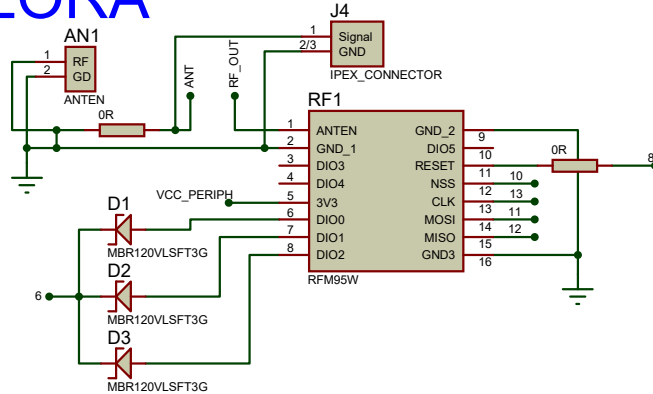 LORA
J4
1
Signal
2/3
GND
IPEX_CONNECTOR
AN1
1
RF
2
GD
ANTEN
0R
ANT
RF_OUT
RF1
1
ANTEN
2
GND_1
3
DIO3
4
DIO4
5
3V3
6
DIO0
7
DIO1
8
DIO2
GND_2
9
DIO5
10
RESET
11
NSS
12
CLK
13
MOSI
14
MISO
15
GND3
16
RFM95W
VCC_PERIPH
0R
8
10
13
11
12
D1
MBR120VLSFT3G
D2
MBR120VLSFT3G
6
D3
MBR120VLSFT3G